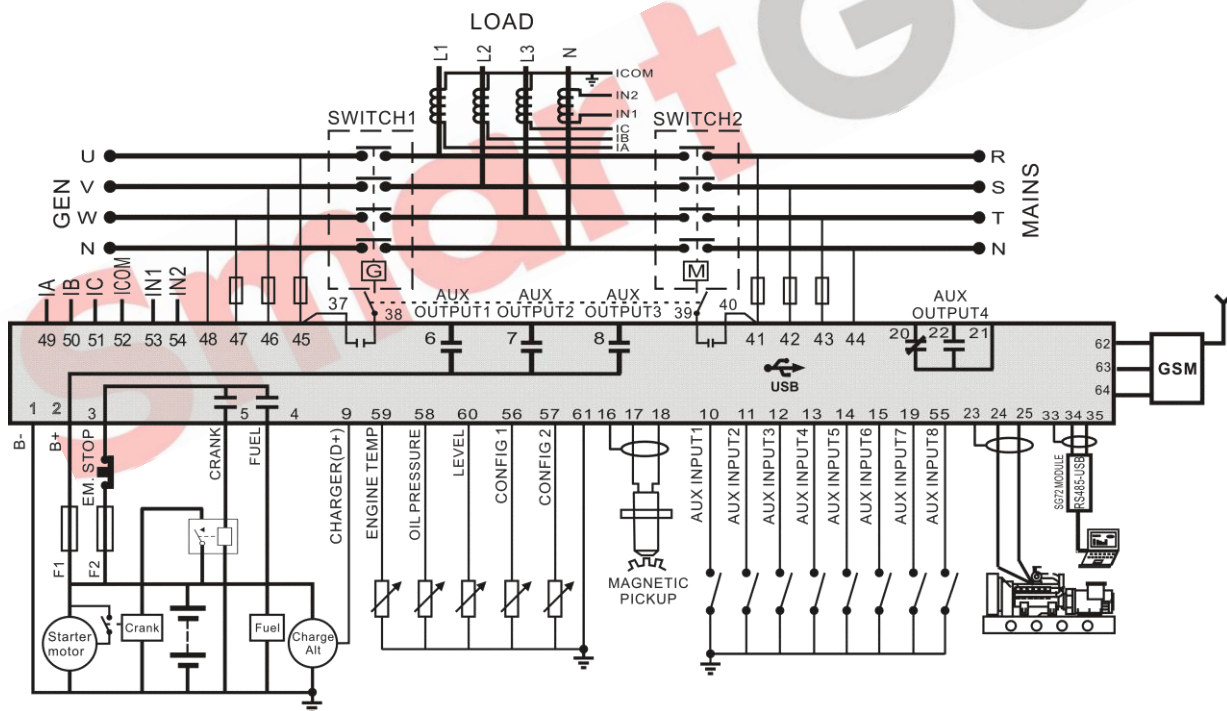 LOAD
L1 L2 L3 N
ICOM
IN2
IN1
IC
IB
IA
SWITCH1
SWITCH2
GEN
U
V
W
N
R
S
T
N
MAINS
G
M
IA IB IC ICOM IN1 IN2
37 38
AUX OUTPUT1
AUX OUTPUT2
AUX OUTPUT3
39 40
AUX OUTPUT4
49 50 51 52 53 54 48 47 46 45
6 7 8
41 42 43 44
20 22 21
62
63
64
GSM
USB
1 2 3 5 4 9 59 58 60 56 57 61 16 17 18 10 11 12 13 14 15 19 55 23 24 25 33 34 35
B-
B+
EM. STOP
CRANK
FUEL
CHARGER(D+)
ENGINE TEMP
OIL PRESSURE
LEVEL
CONFIG 1
CONFIG 2
AUX INPUT1
AUX INPUT2
AUX INPUT3
AUX INPUT4
AUX INPUT5
AUX INPUT6
AUX INPUT7
AUX INPUT8
SG72 MODULE
RS485-USB
F1
F2
MAGNETIC
PICKUP
Starter
motor
Crank
Fuel
Charge
Alt